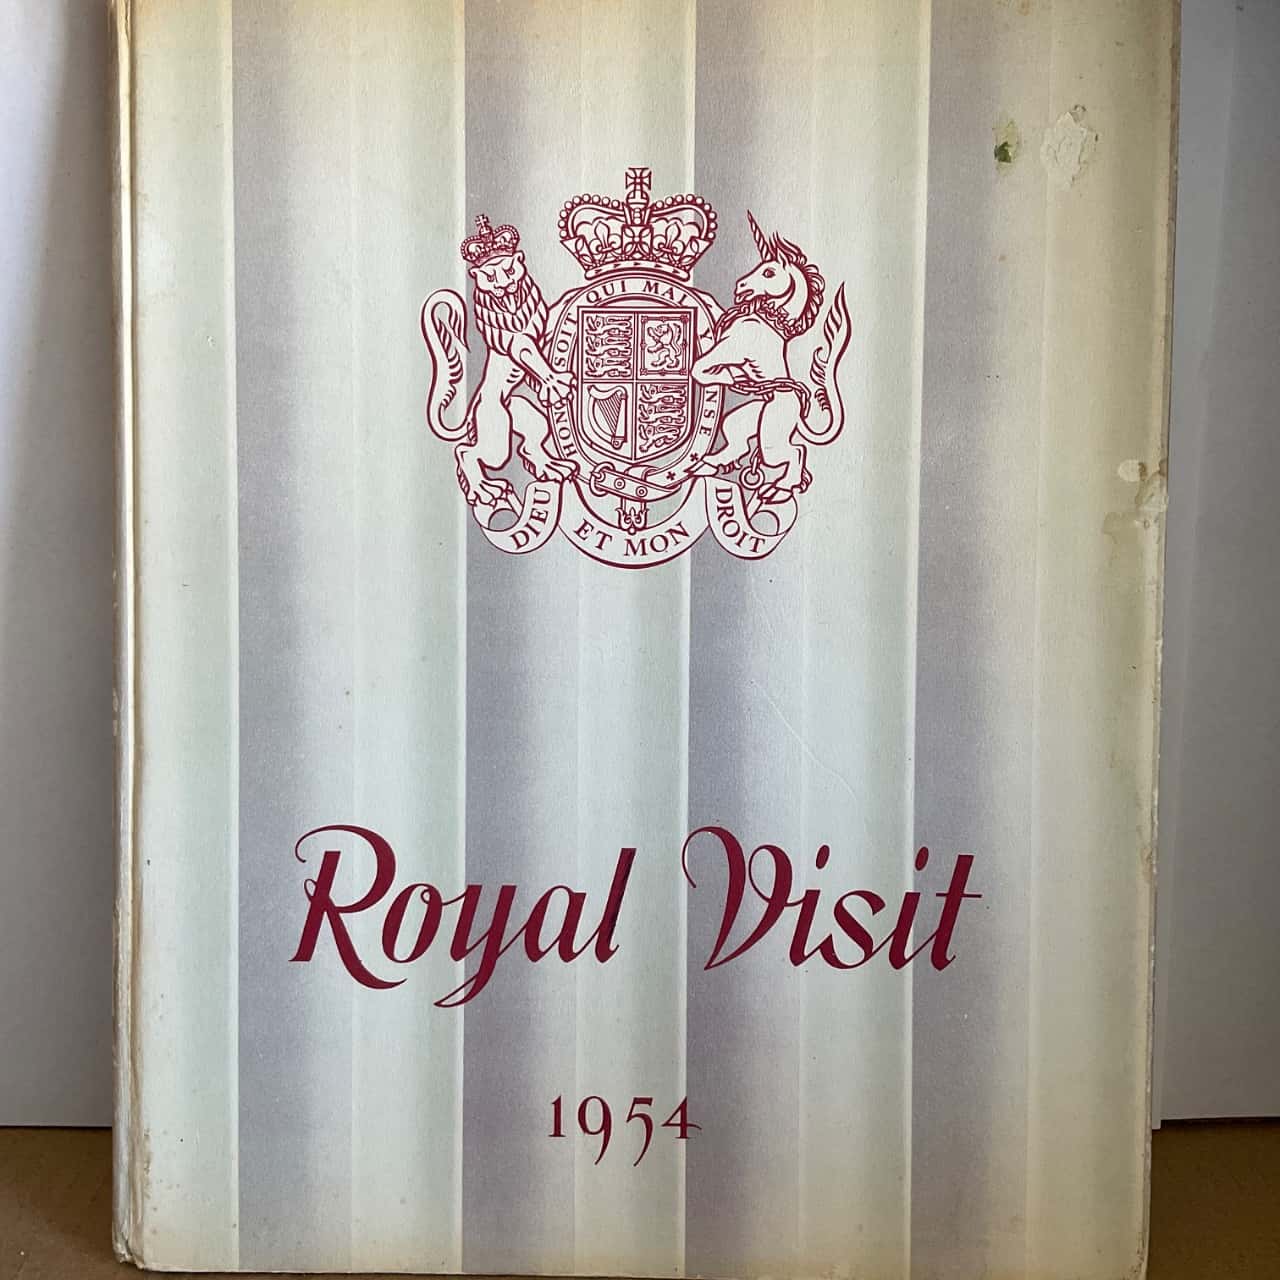 HONI SOIT QUI MAL Y PENSE
DIEU ET MON DROIT
Royal Visit
1954